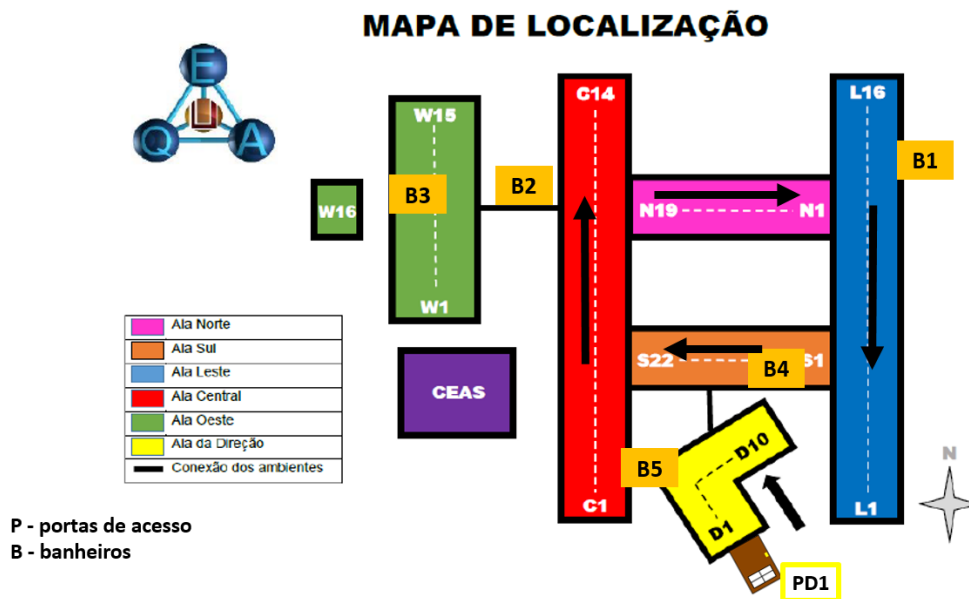 MAPA DE LOCALIZAÇÃO
E
U
Q
A
C14
L16
W15
B1
B3
B2
W16
N19
N1
W1
Ala Norte
Ala Sul
Ala Leste
Ala Central
Ala Oeste
Ala da Direção
Conexão dos ambientes
S22
B4
S1
CEAS
D10
B5
N
C1
L1
D1
P - portas de acesso
B - banheiros
PD1